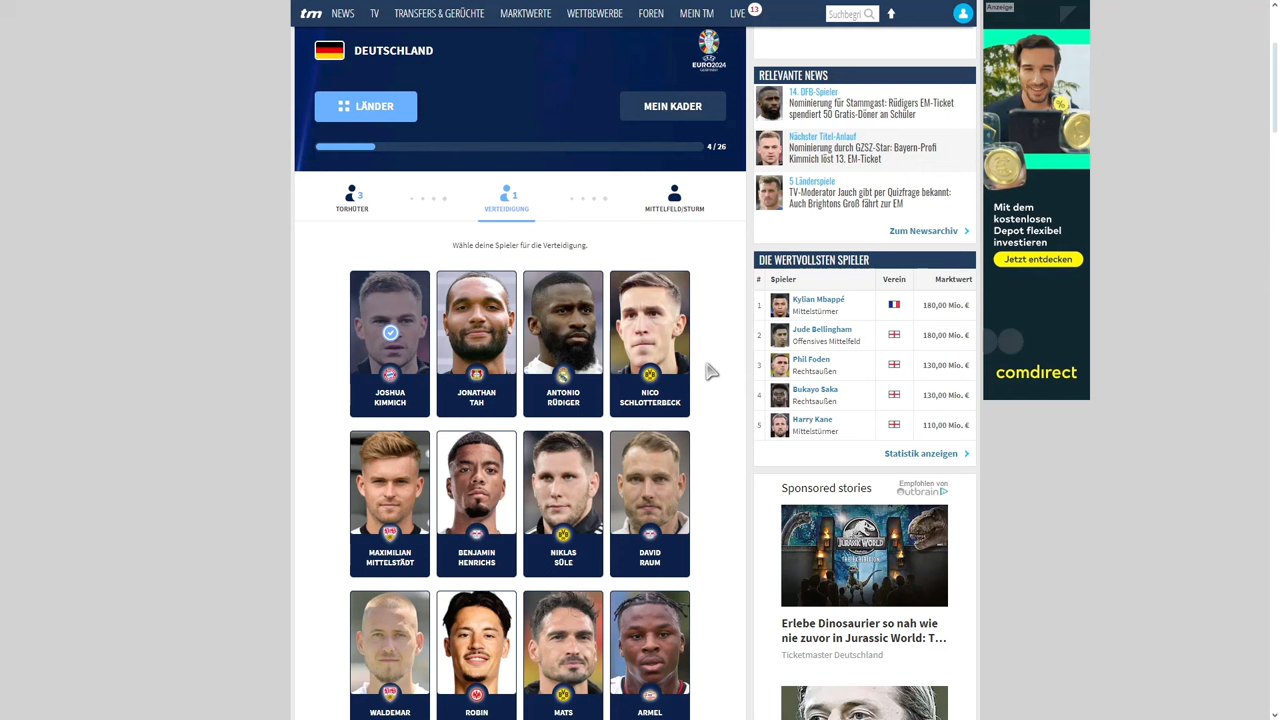 tm NEWS TV TRANSFERS & GERÜCHTE MARKTWERTE WETTBEWERBE FOREN MEIN TM LIVE 13
Suchbegri
Anzeige
DEUTSCHLAND
EURO2024
GERMANY
LÄNDER
MEIN KADER
4 / 26
3
TORHÜTER
1
VERTEIDIGUNG
MITTELFELD/STURM
Wähle deine Spieler für die Verteidigung.
JOSHUA
KIMMICH
JONATHAN
TAH
ANTONIO
RÜDIGER
NICO
SCHLOTTERBECK
MAXIMILIAN
MITTELSTÄDT
BENJAMIN
HENRICHS
NIKLAS
SÜLE
DAVID
RAUM
WALDEMAR
ROBIN
MATS
ARMEL
RELEVANTE NEWS
14. DFB-Spieler
Nominierung für Stammgast: Rüdigers EM-Ticket
spendiert 50 Gratis-Döner an Schüler
Nächster Titel-Anlauf
Nominierung durch GZSZ-Star: Bayern-Profi
Kimmich löst 13. EM-Ticket
5 Länderspiele
TV-Moderator Jauch gibt per Quizfrage bekannt:
Auch Brightons Groß fährt zur EM
Zum Newsarchiv
DIE WERTVOLLSTEN SPIELER
# Spieler Verein Marktwert
1 Kylian Mbappé 180,00 Mio. €
Mittelstürmer
2 Jude Bellingham 180,00 Mio. €
Offensives Mittelfeld
3 Phil Foden 130,00 Mio. €
Rechtsaußen
4 Bukayo Saka 130,00 Mio. €
Rechtsaußen
5 Harry Kane 110,00 Mio. €
Mittelstürmer
Statistik anzeigen
Sponsored stories
Empfohlen von
Outbrain
JURASSIC WORLD
THE EXHIBITION
Erlebe Dinosaurier so nah wie
nie zuvor in Jurassic World: T...
Ticketmaster Deutschland
%
Mit dem
kostenlosen
Depot flexibel
investieren
Jetzt entdecken
comdirect